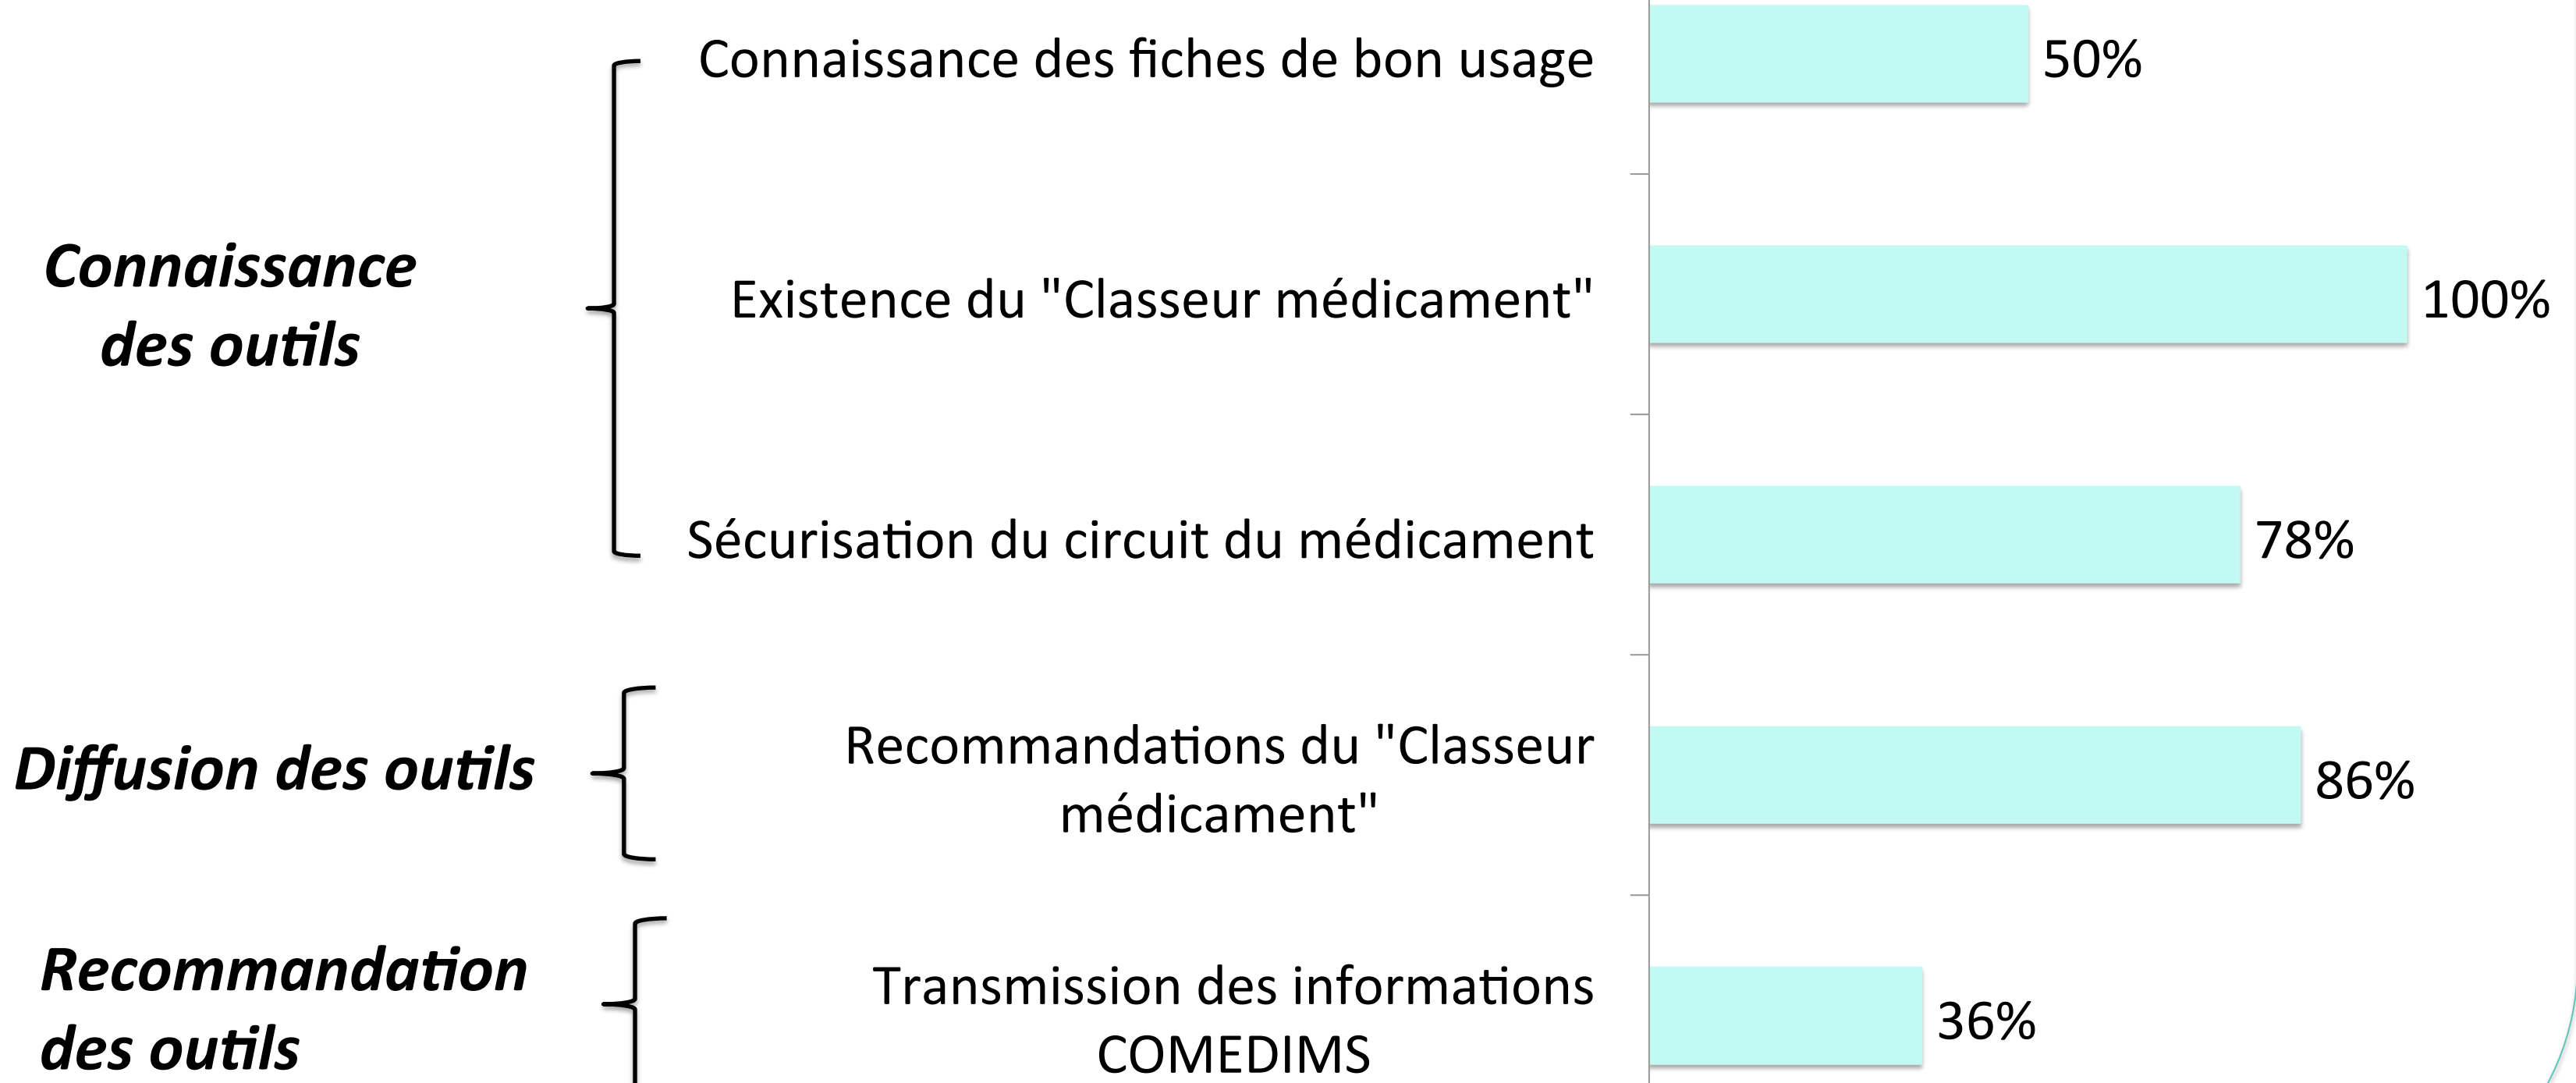 Connaissance des fiches de bon usage
50%
Connaissance
des outils
Existence du "Classeur médicament"
100%
Sécurisation du circuit du médicament
78%
Diffusion des outils
Recommandations du "Classeur
médicament"
86%
Recommandation
des outils
Transmission des informations
COMEDIMS
36%